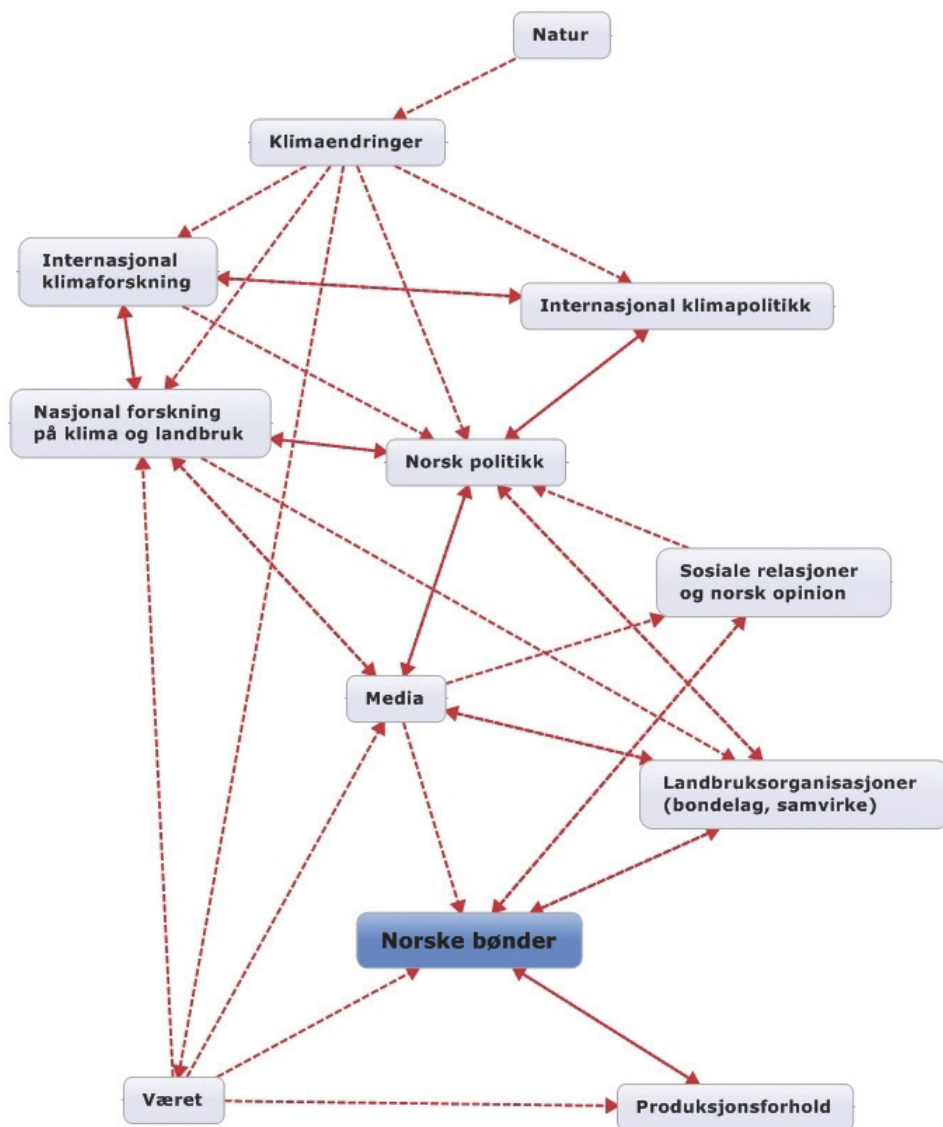 Natur
Klimaendringer
Internasjonal
klimaforskning
Internasjonal klimapolitikk
Nasjonal forskning
på klima og landbruk
Norsk politikk
Sosiale relasjoner
og norsk opinion
Media
Landbruksorganisasjoner
(bondelag, samvirke)
Norske bønder
Været
Produksjonsforhold